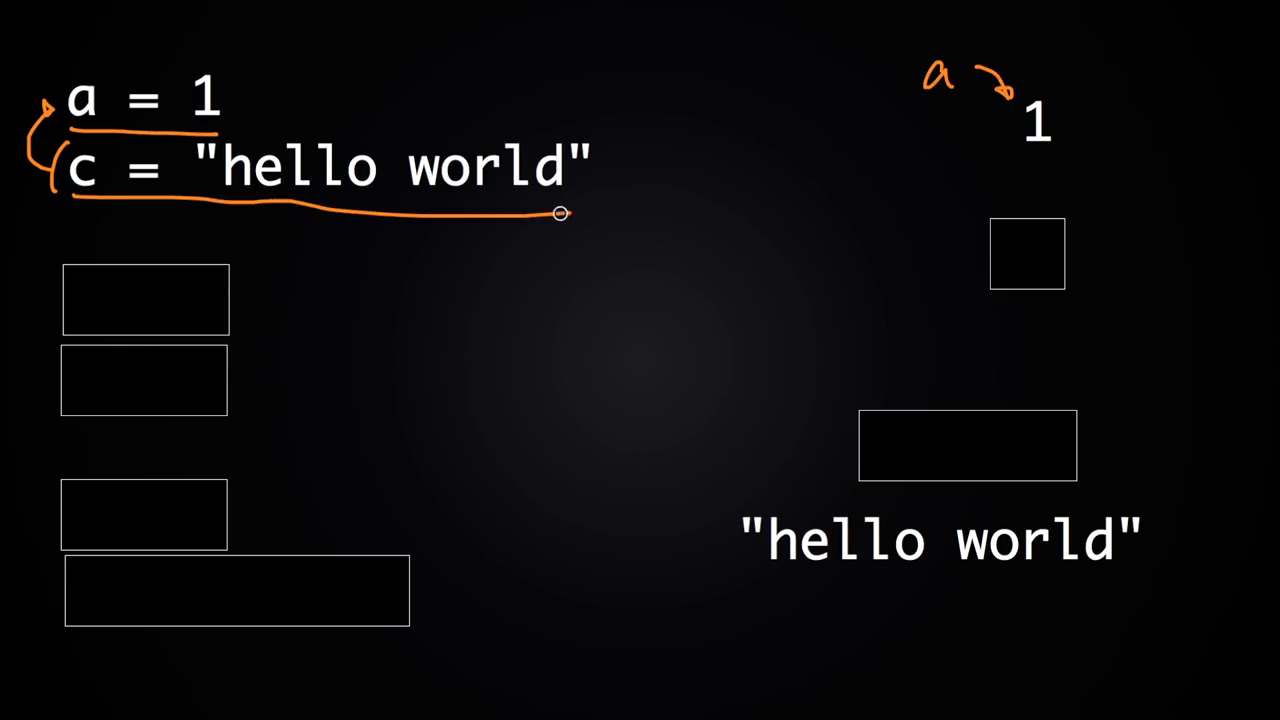 a = 1
c = "hello world"
a
1
"hello world"